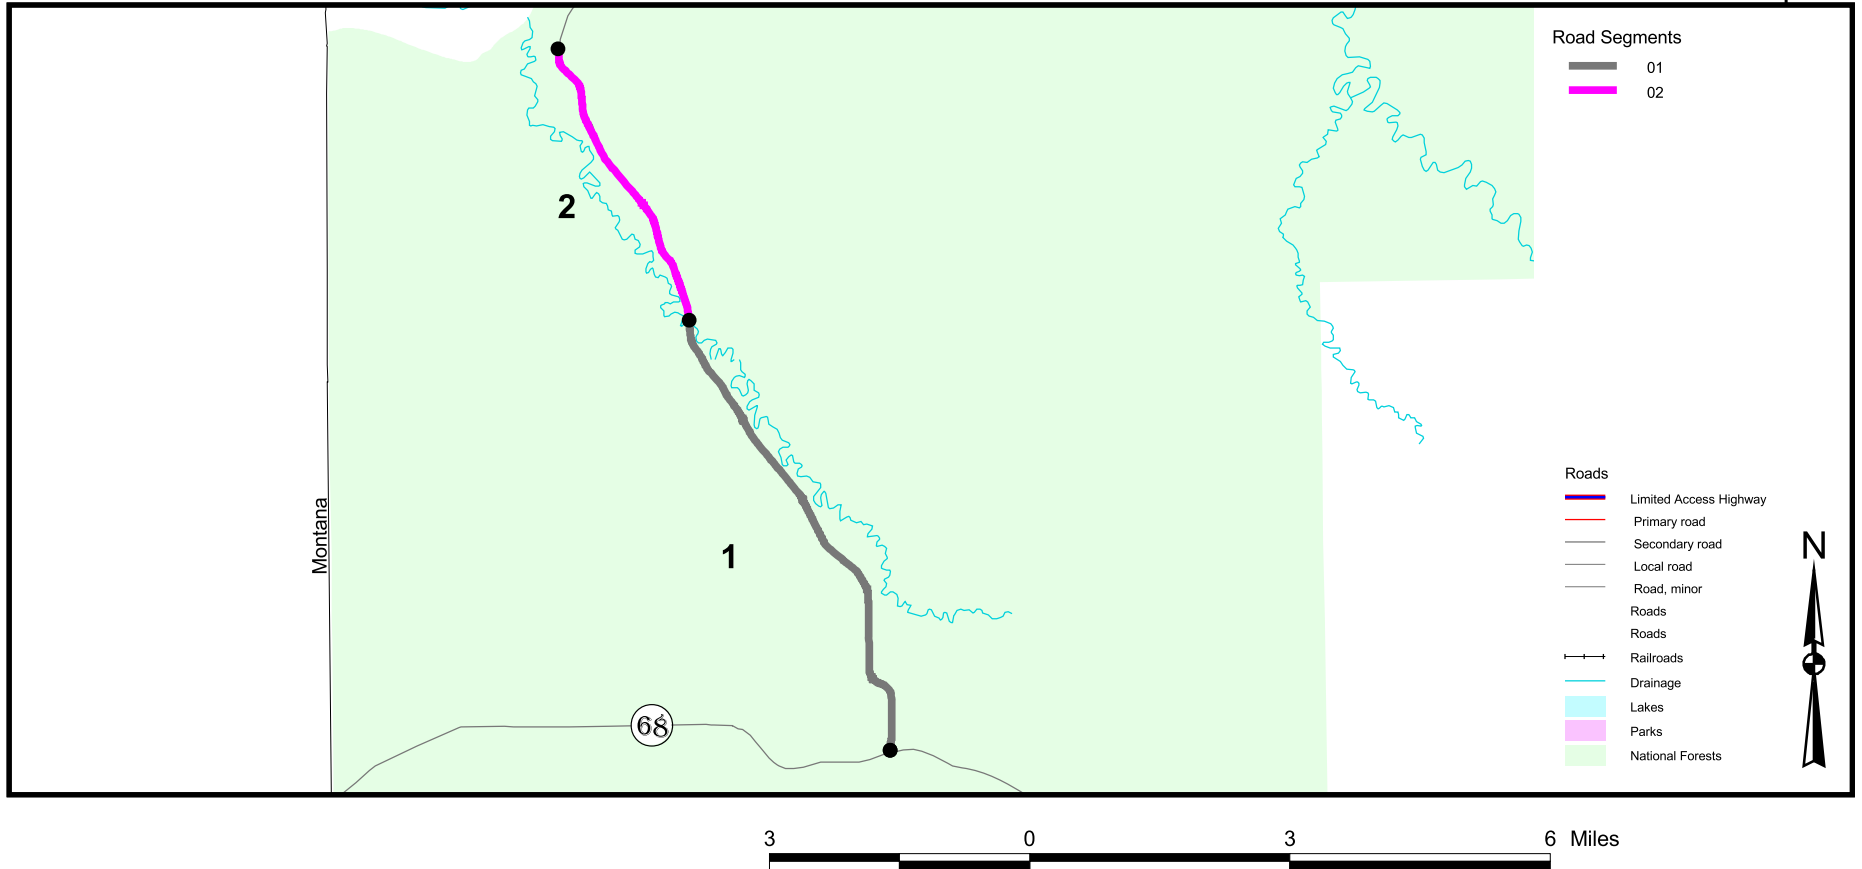 Road Segments
01
02
2
Montana
1
68
Roads
Limited Access Highway
Primary road
Secondary road
Local road
Road, minor
Roads
Roads
Railroads
Drainage
Lakes
Parks
National Forests
N
3 0 3 6 Miles